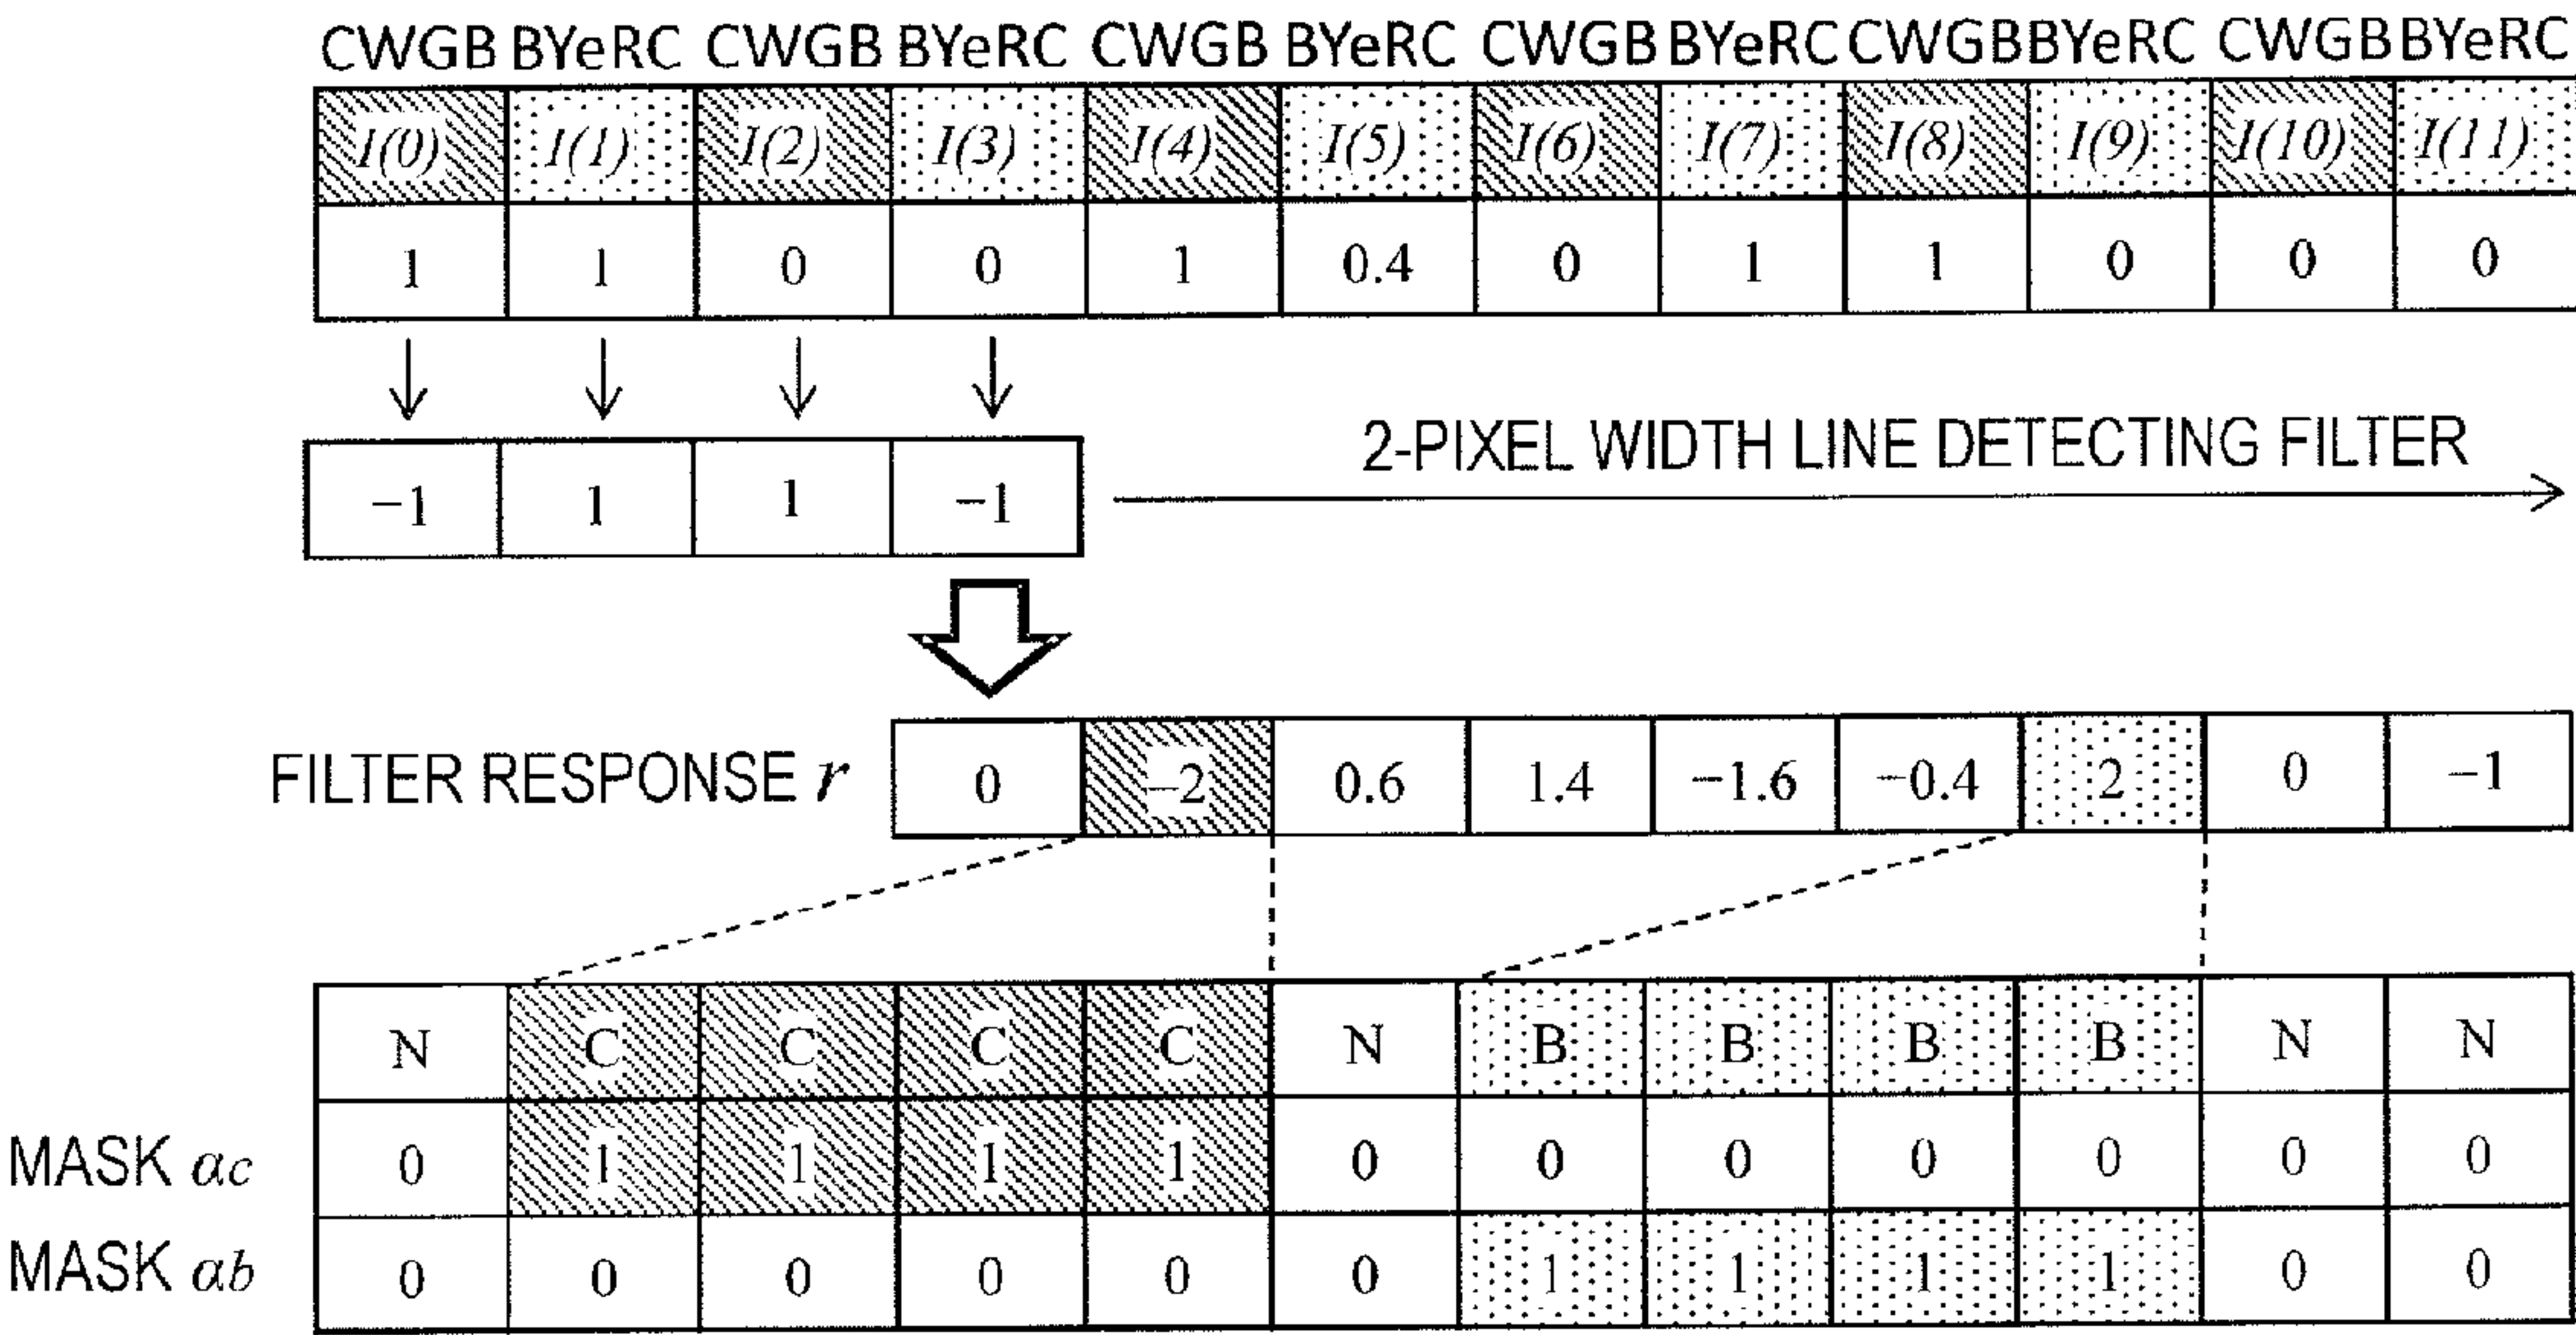 CWGB BYeRC CWGB BYeRC CWGB BYeRC CWGB BYeRC CWGB BYeRC CWGB BYeRC
I(0) I(1) I(2) I(3) I(4) I(5) I(6) I(7) I(8) I(9) I(10) I(11)
1 1 0 0 1 0.4 0 1 1 0 0 0
2-PIXEL WIDTH LINE DETECTING FILTER
−1 1 1 −1
FILTER RESPONSE r 0 −2 0.6 1.4 −1.6 −0.4 2 0 −1
N C C C C N B B B B N N
MASK αc 0 1 1 1 1 0 0 0 0 0 0 0
MASK αb 0 0 0 0 0 0 1 1 1 1 0 0